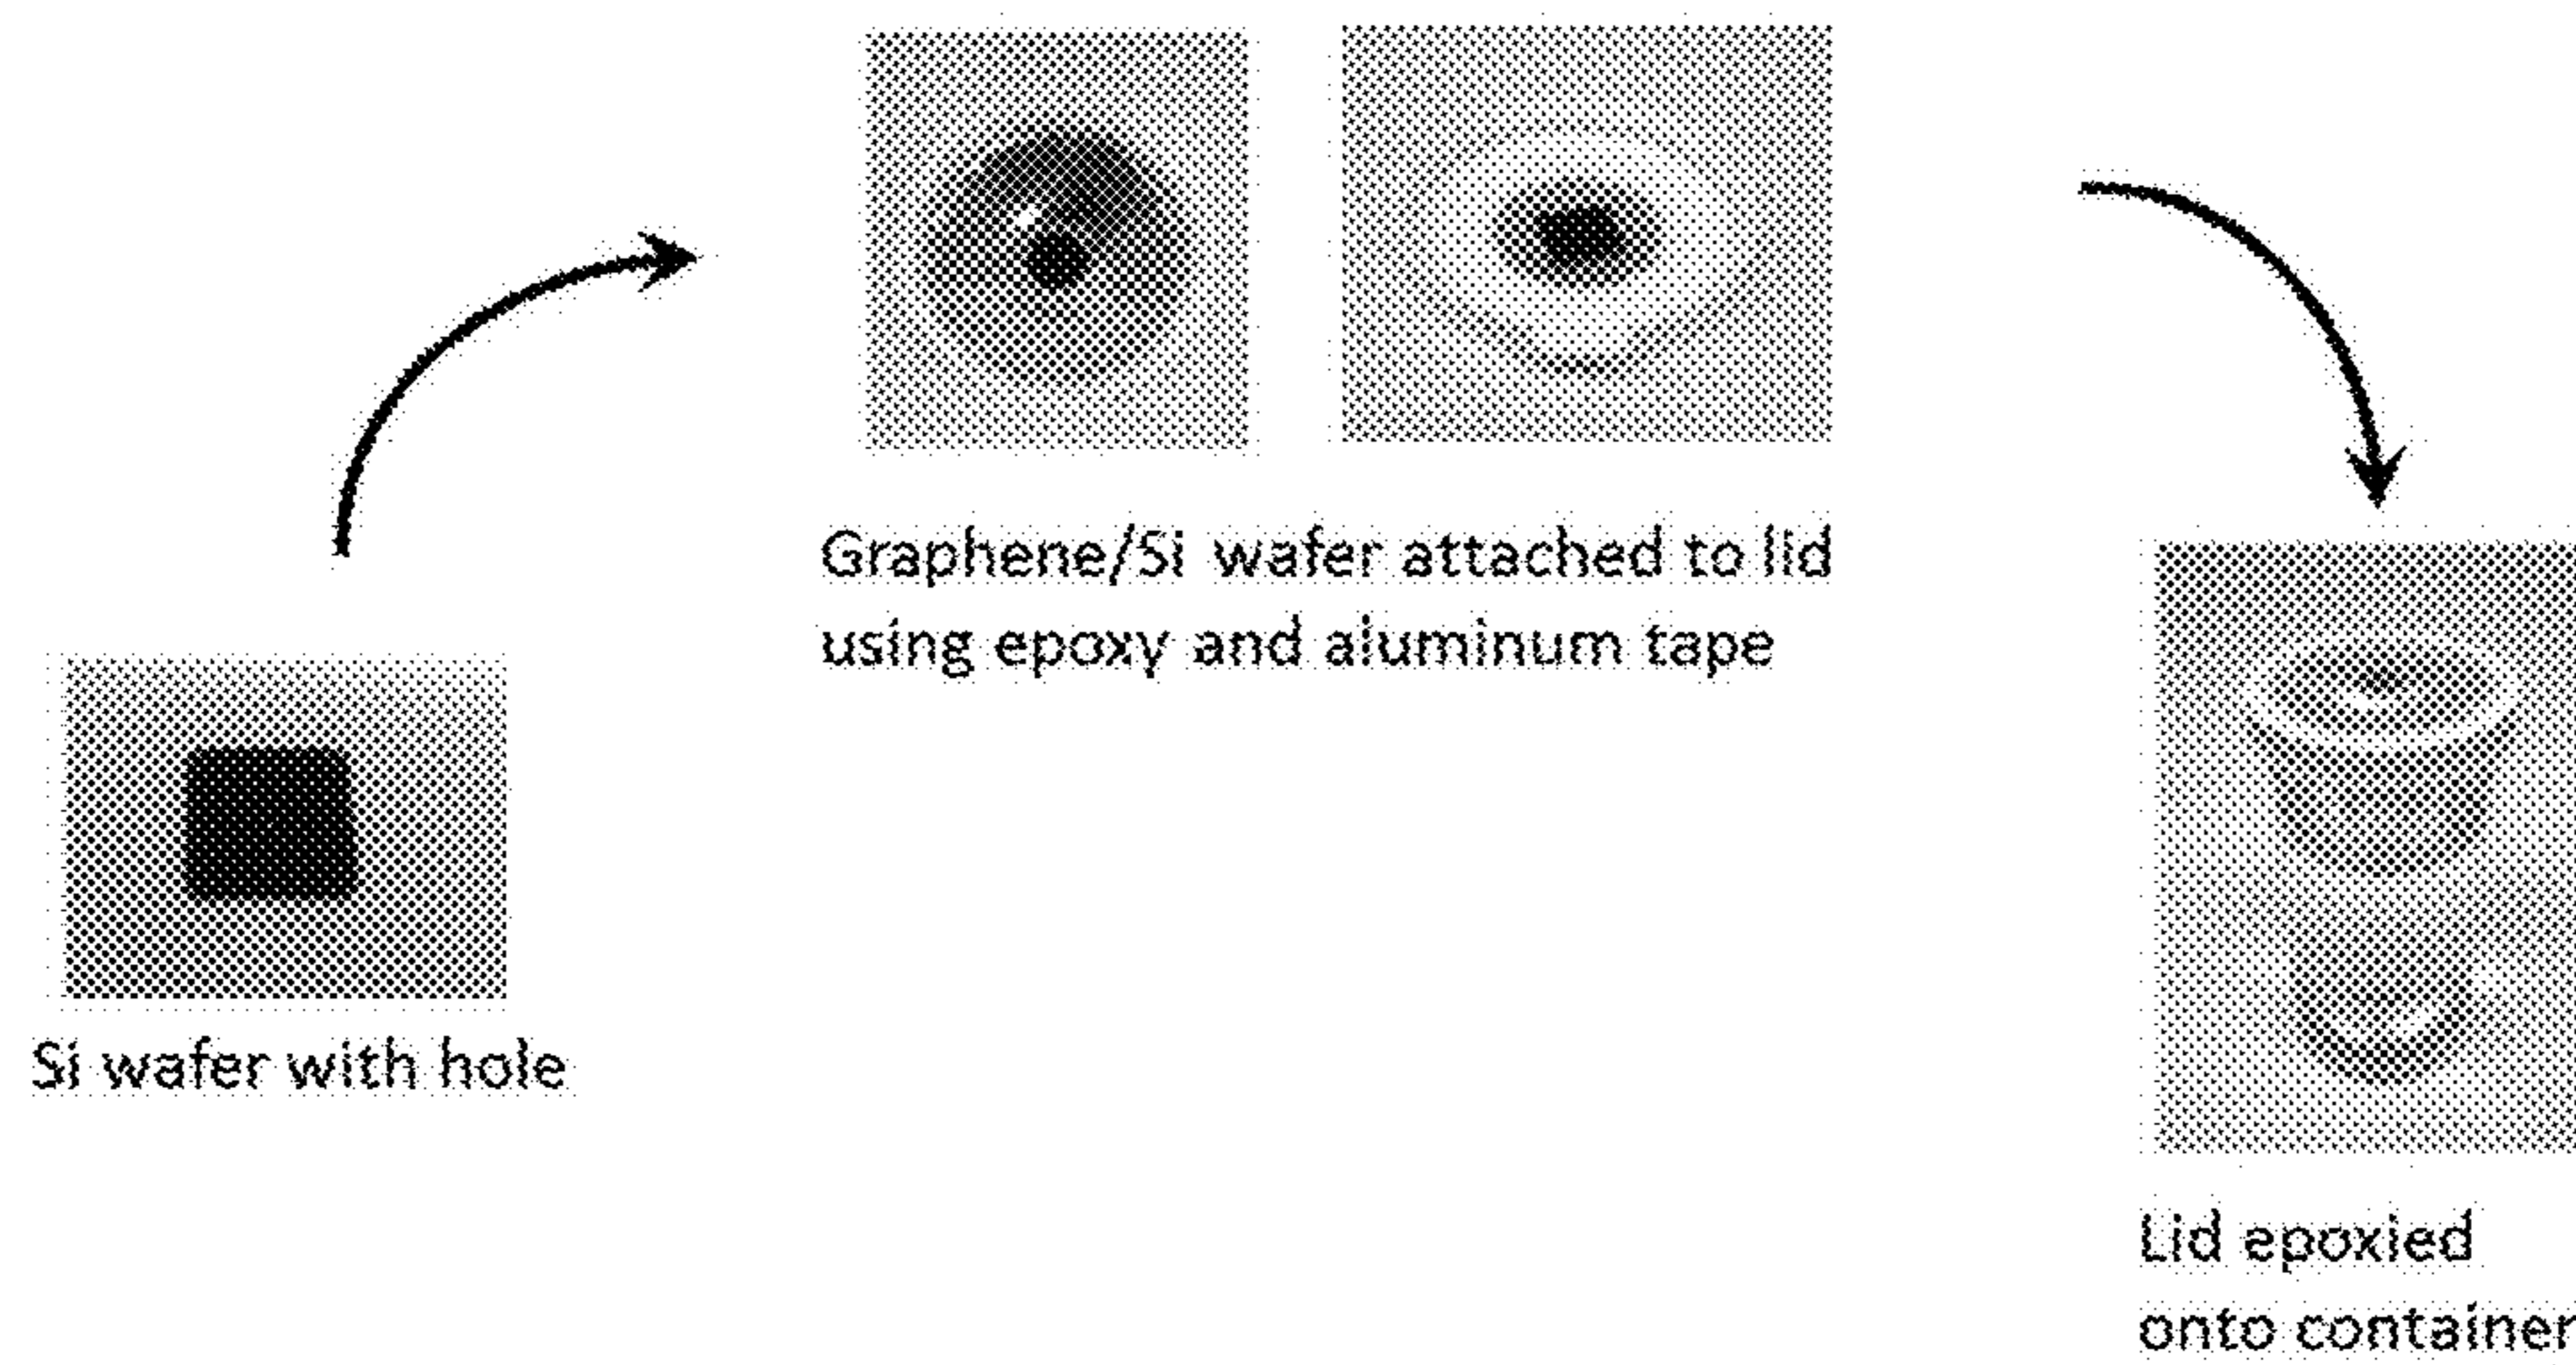 Graphene/Si wafer attached to lid
using epoxy and aluminum tape
Si wafer with hole
Lid epoxied
onto container